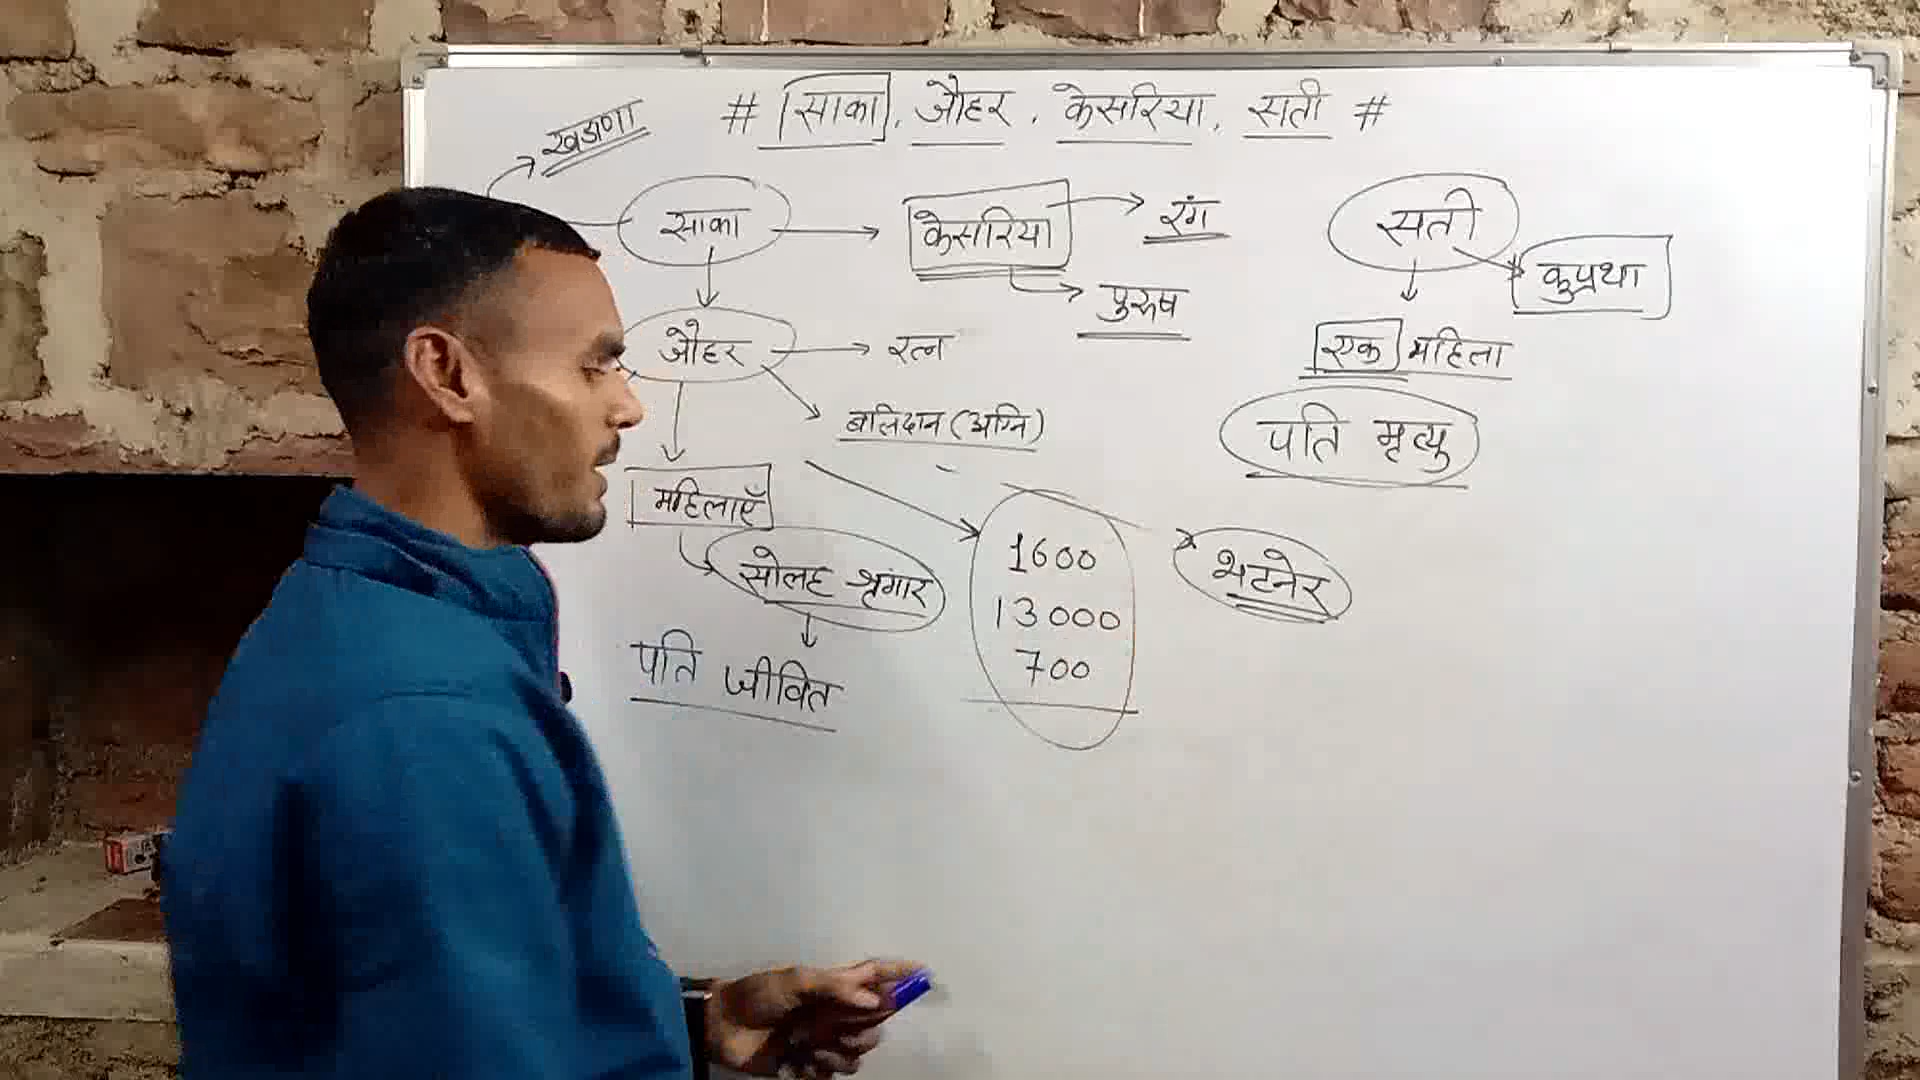 # साका, जौहर, केसरिया, सती #
खडाणा
साका
केसरिया
रंग
पुरुष
सती
कुप्रथा
जौहर
रत्न
एक महिला
बलिदान (अग्नि)
पति मृत्यु
महिलाएँ
सोलह श्रृंगार
1600
13000
700
भटनेर
पति जीवित